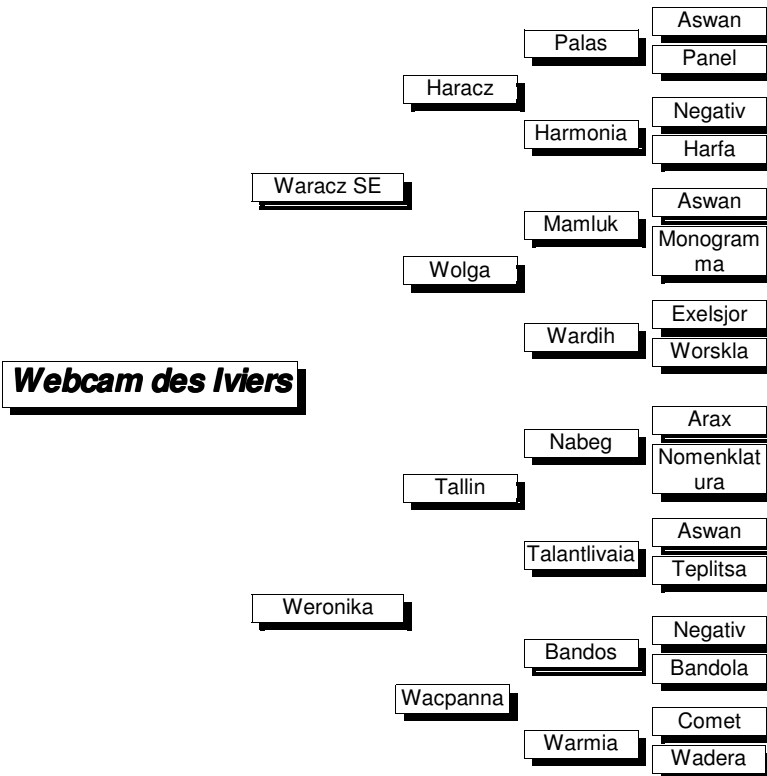 Aswan
Palas
Panel
Haracz
Negativ
Harmonia
Harfa
Waracz SE
Aswan
Mamluk
Monogram
ma
Wolga
Exelsjor
Wardih
Worskla
Webcam des Iviers
Arax
Nabeg
Nomenklat
ura
Tallin
Aswan
Talantlivaia
Teplitsa
Weronika
Negativ
Bandos
Bandola
Wacpanna
Comet
Warmia
Wadera